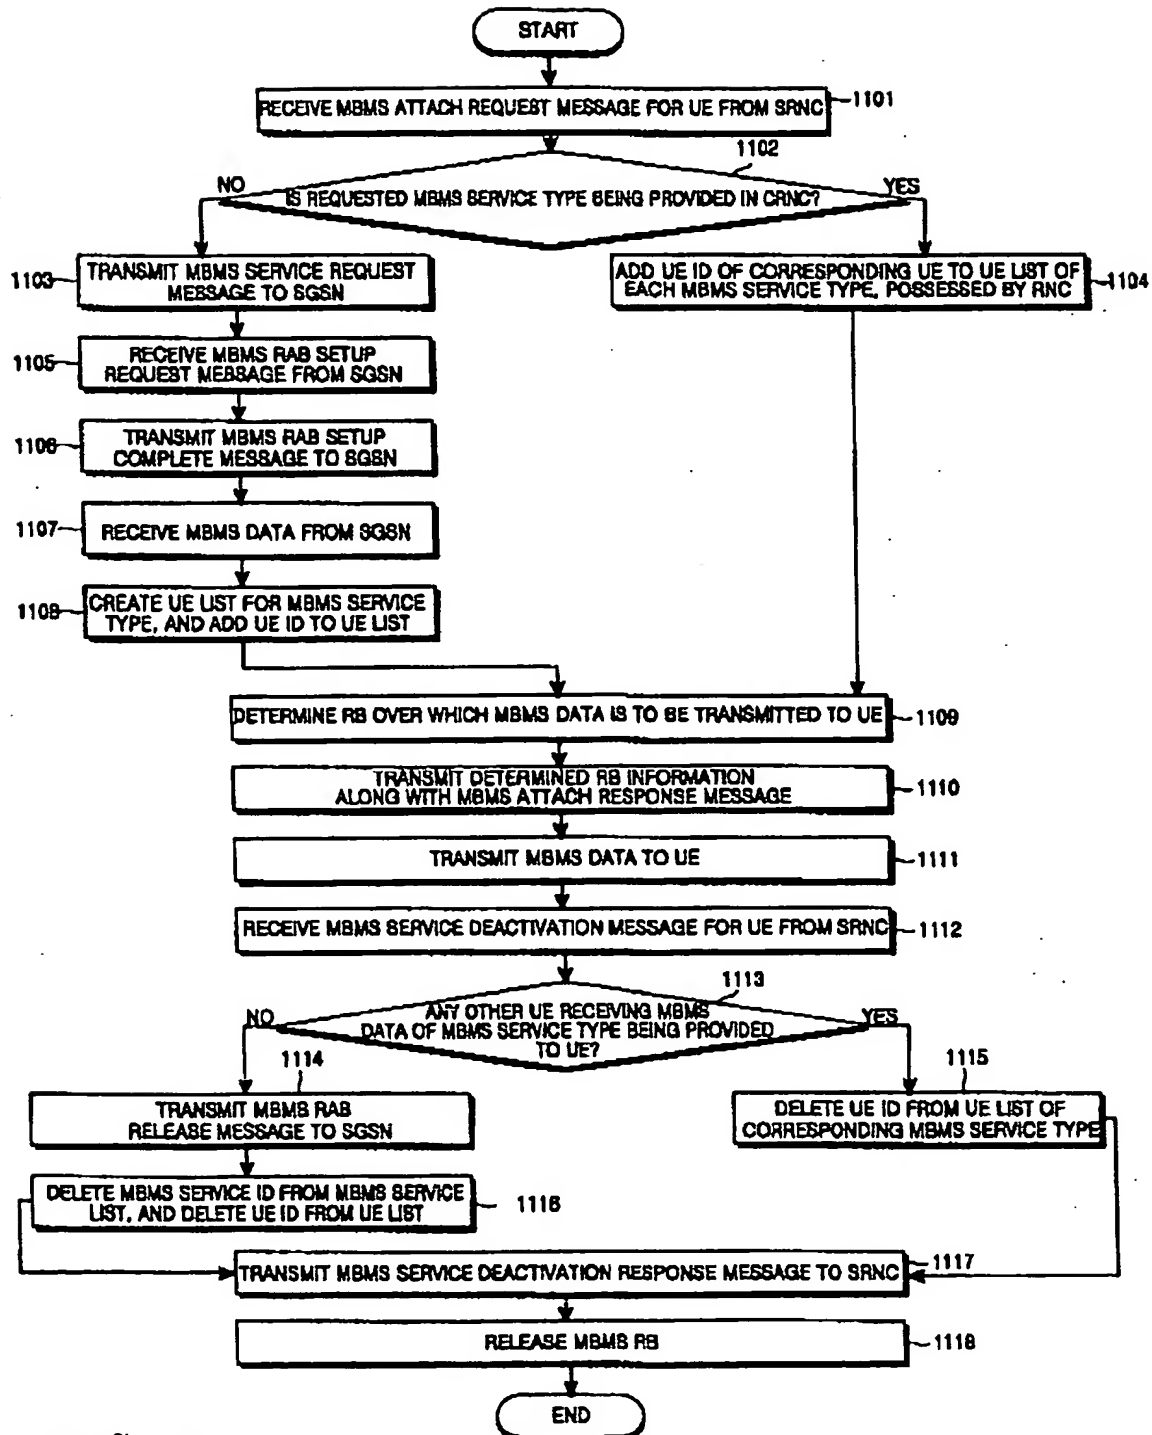 START
RECEIVE MBMS ATTACH REQUEST MESSAGE FOR UE FROM SRNC
1101
1102
NO
IS REQUESTED MBMS SERVICE TYPE BEING PROVIDED IN CRNC?
YES
1103
TRANSMIT MBMS SERVICE REQUEST
MESSAGE TO SGSN
ADD UE ID OF CORRESPONDING UE TO UE LIST OF
EACH MBMS SERVICE TYPE, POSSESSED BY RNC
1104
1105
RECEIVE MBMS RAB SETUP
REQUEST MESSAGE FROM SGSN
1106
TRANSMIT MBMS RAB SETUP
COMPLETE MESSAGE TO SGSN
1107
RECEIVE MBMS DATA FROM SGSN
1108
CREATE UE LIST FOR MBMS SERVICE
TYPE, AND ADD UE ID TO UE LIST
DETERMINE RB OVER WHICH MBMS DATA IS TO BE TRANSMITTED TO UE
1109
TRANSMIT DETERMINED RB INFORMATION
ALONG WITH MBMS ATTACH RESPONSE MESSAGE
1110
TRANSMIT MBMS DATA TO UE
1111
RECEIVE MBMS SERVICE DEACTIVATION MESSAGE FOR UE FROM SRNC
1112
1113
NO
ANY OTHER UE RECEIVING MBMS
DATA OF MBMS SERVICE TYPE BEING PROVIDED
TO UE?
YES
1114
1115
TRANSMIT MBMS RAB
RELEASE MESSAGE TO SGSN
DELETE UE ID FROM UE LIST OF
CORRESPONDING MBMS SERVICE TYPE
DELETE MBMS SERVICE ID FROM MBMS SERVICE
LIST, AND DELETE UE ID FROM UE LIST
1116
TRANSMIT MBMS SERVICE DEACTIVATION RESPONSE MESSAGE TO SRNC
1117
RELEASE MBMS RB
1118
END